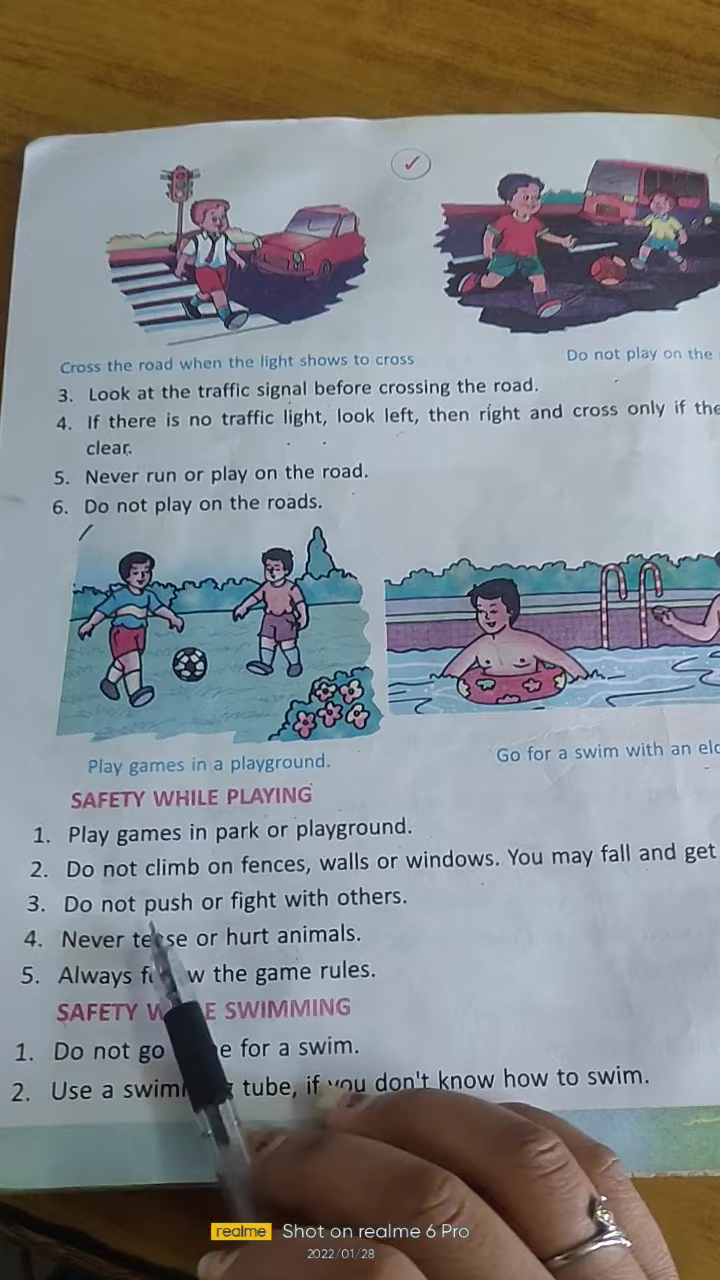 Cross the road when the light shows to cross
Do not play on the
3. Look at the traffic signal before crossing the road.
4. If there is no traffic light, look left, then right and cross only if the
clear.
5. Never run or play on the road.
6. Do not play on the roads.
Play games in a playground.
Go for a swim with an
SAFETY WHILE PLAYING
1. Play games in park or playground.
2. Do not climb on fences, walls or windows. You may fall and get
3. Do not push or fight with others.
4. Never tease or hurt animals.
5. Always the game rules.
SAFETY SWIMMING
1. Do not go for a swim.
2. Use a tube, if you don't know how to swim.
realme Shot on realme 6 Pro
2022/01/28